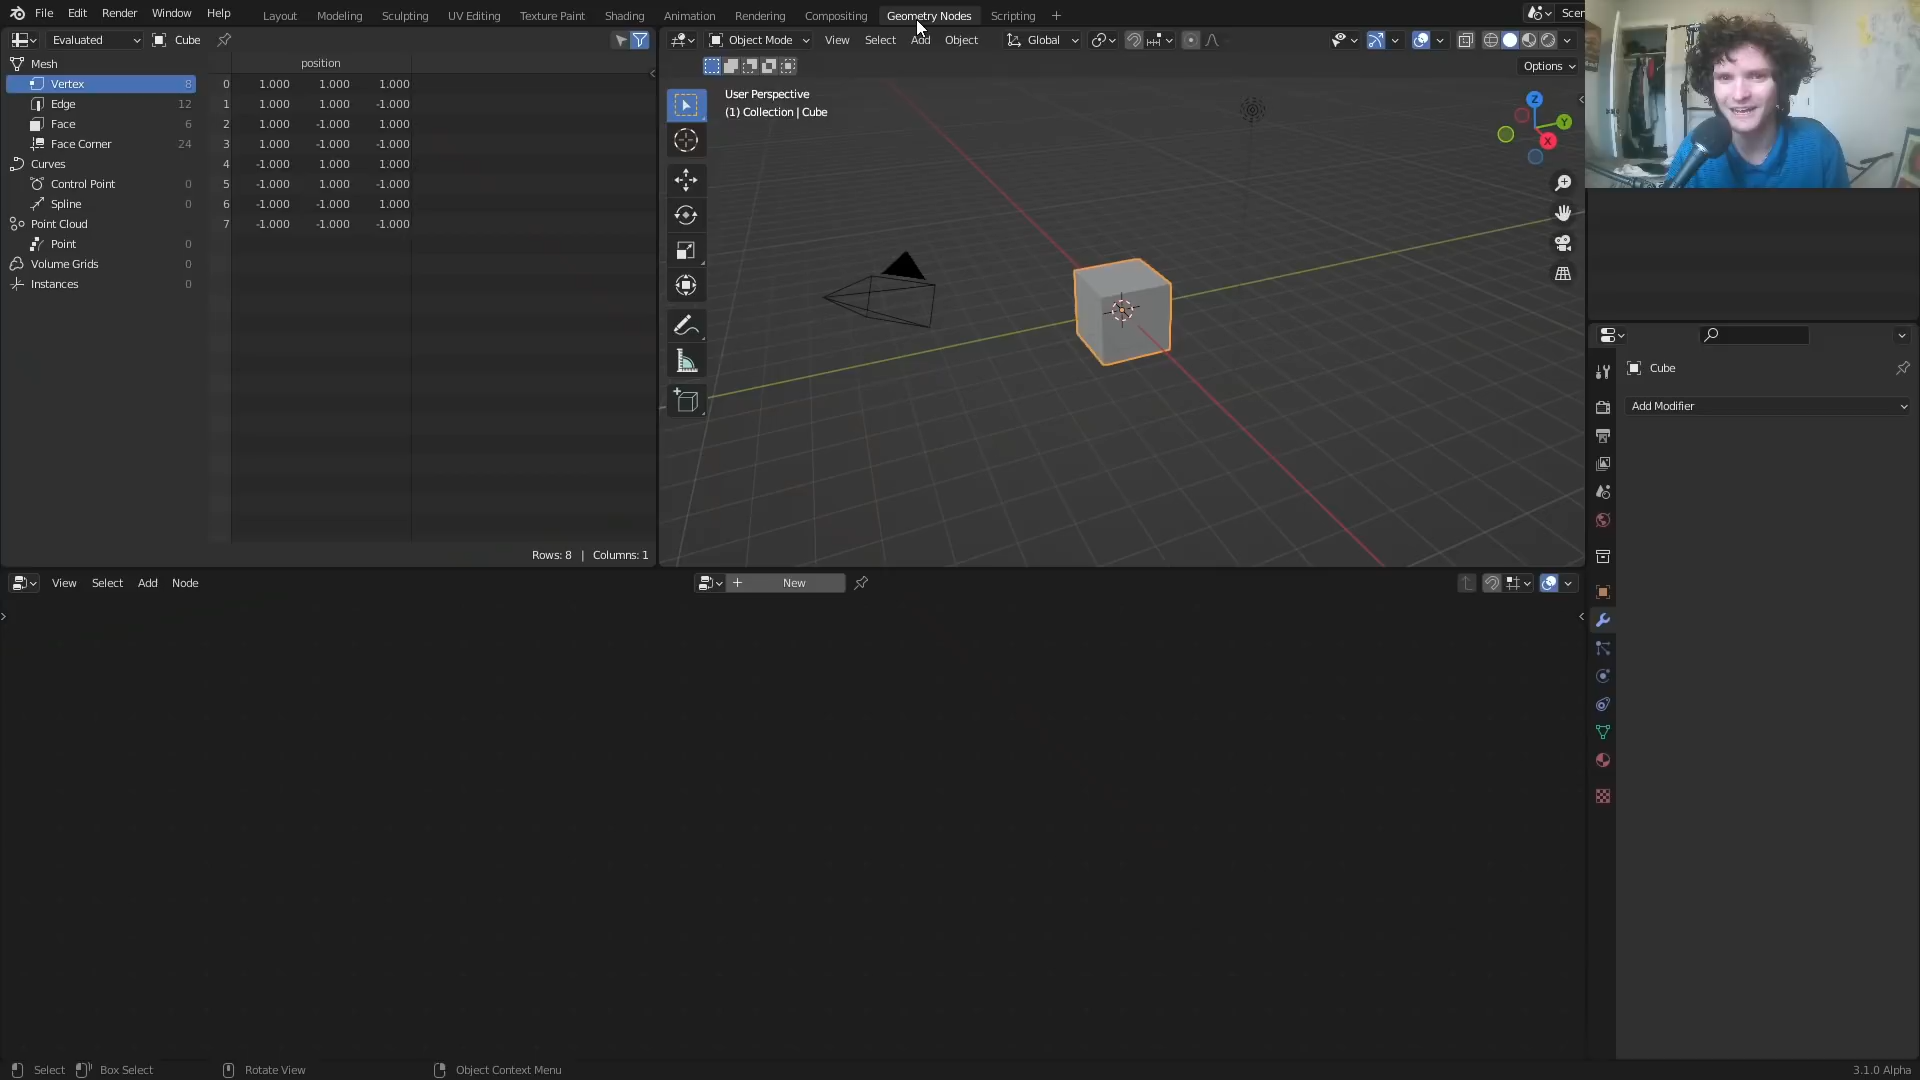 File Edit Render Window Help
Layout Modeling Sculpting UV Editing Texture Paint Shading Animation Rendering Compositing Geometry Nodes Scripting +
Scen
Evaluated Cube
Object Mode View Select Add Object Global
Options
position
Mesh
Vertex 8
Edge 12
Face 6
Face Corner 24
Curves
Control Point 0
Spline 0
Point Cloud
Point 0
Volume Grids 0
Instances 0
0 1.000 1.000 1.000
1 1.000 1.000 -1.000
2 1.000 -1.000 1.000
3 1.000 -1.000 -1.000
4 -1.000 1.000 1.000
5 -1.000 1.000 -1.000
6 -1.000 -1.000 1.000
7 -1.000 -1.000 -1.000
Rows: 8 | Columns: 1
User Perspective
(1) Collection | Cube
Z
Y
X
Cube
Add Modifier
View Select Add Node
+ New
Select Box Select Rotate View Object Context Menu
3.1.0 Alpha